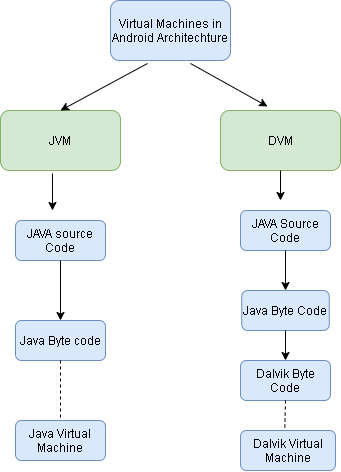 Virtual Machines in
Android Architechture
JVM
DVM
JAVA source
Code
JAVA Source
Code
Java Byte Code
Java Byte code
Dalvik Byte
Code
Java Virtual
Machine
Dalvik Virtual
Machine